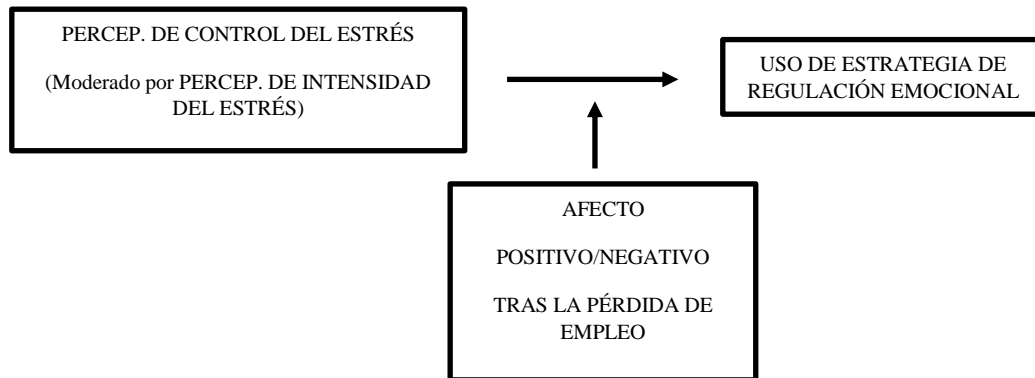 PERCEP. DE CONTROL DEL ESTRÉS
(Moderado por PERCEP. DE INTENSIDAD
DEL ESTRÉS)
USO DE ESTRATEGIA DE
REGULACIÓN EMOCIONAL
AFECTO
POSITIVO/NEGATIVO
TRAS LA PÉRDIDA DE
EMPLEO